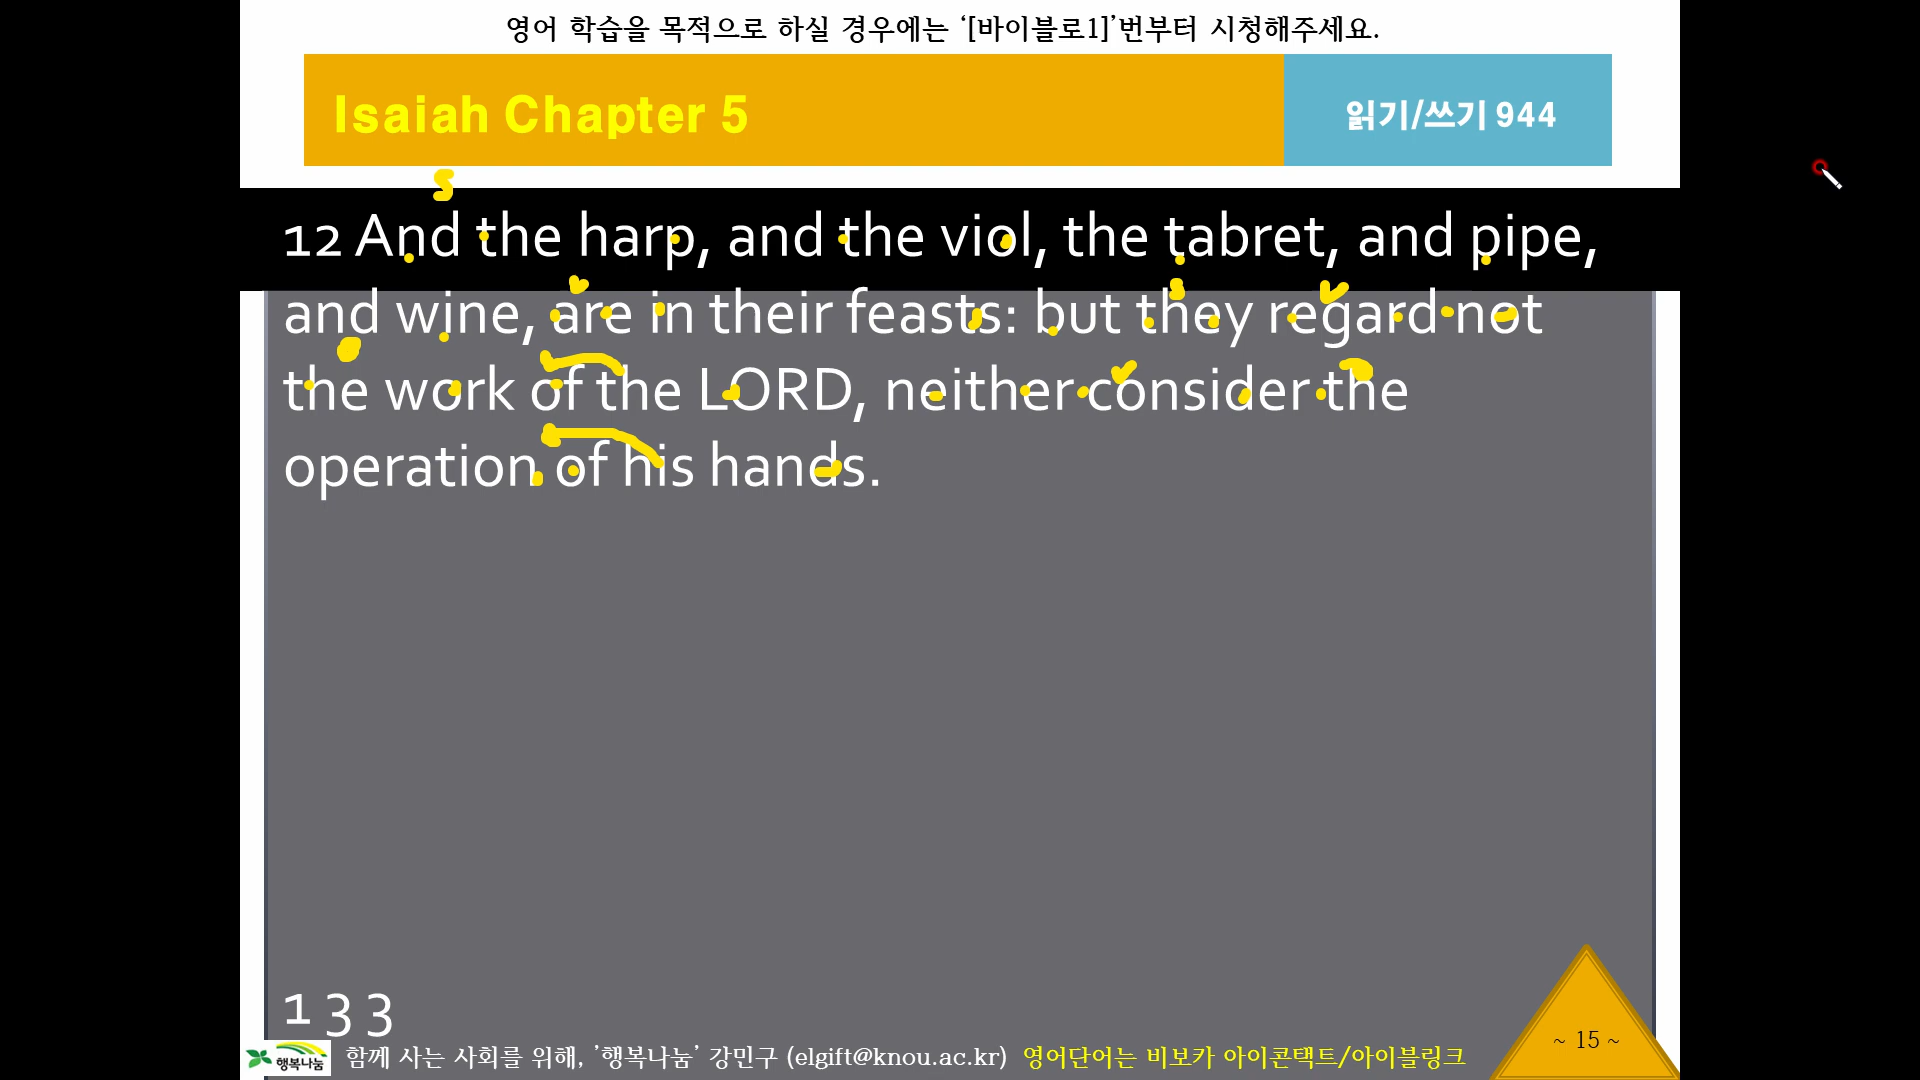 영어 학습을 목적으로 하실 경우에는 ‘[바이블로1]’번부터 시청해주세요.
Isaiah Chapter 5
읽기/쓰기 944
s
12 And the harp, and the viol, the tabret, and pipe,
and wine, are in their feasts: but they regard not
the work of the LORD, neither consider the
operation of his hands.
133
~ 15 ~
행복나눔 함께 사는 사회를 위해, ’행복나눔’ 강민구 (elgift@knou.ac.kr) 영어단어는 비보카 아이콘택트/아이블링크